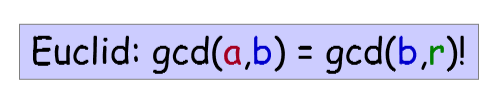 Euclid: gcd(a,b) = gcd(b,r)!